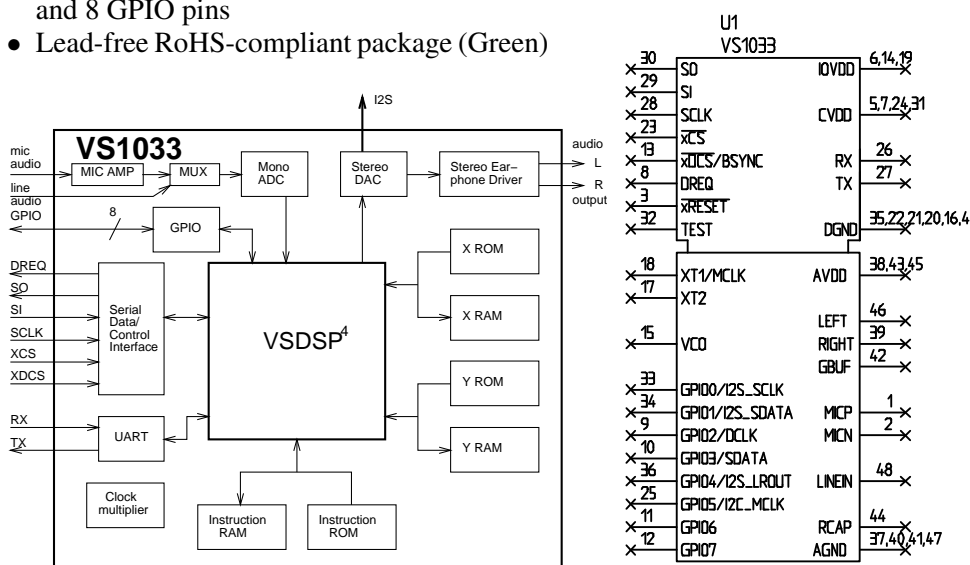 and 8 GPIO pins
• Lead-free RoHS-compliant package (Green)
I2S
VS1033
mic
audio
line
audio
GPIO
MIC AMP
MUX
Mono
ADC
Stereo
DAC
Stereo Ear–
phone Driver
audio
L
R
output
8
GPIO
DREQ
SO
SI
SCLK
XCS
XDCS
RX
TX
Serial
Data/
Control
Interface
UART
VSDSP4
X ROM
X RAM
Y ROM
Y RAM
Clock
multiplier
Instruction
RAM
Instruction
ROM
U1
VS1033
30 SO
29 SI
28 SCLK
23 xCS
13 xDCS/BSYNC
8 DREQ
3 xRESET
32 TEST
IOVDD 6,14,19
CVDD 5,7,24,31
RX 26
TX 27
DGND 35,22,21,20,16,4
18 XT1/MCLK
17 XT2
15 VCO
33 GPIO0/I2S_SCLK
34 GPIO1/I2S_SDATA
9 GPIO2/DCLK
10 GPIO3/SDATA
36 GPIO4/I2S_LROUT
25 GPIO5/I2C_MCLK
11 GPIO6
12 GPIO7
AVDD 38,43,45
LEFT 46
RIGHT 39
GBUF 42
MICP 1
MICN 2
LINEIN 48
RCAP 44
AGND 37,40,41,47